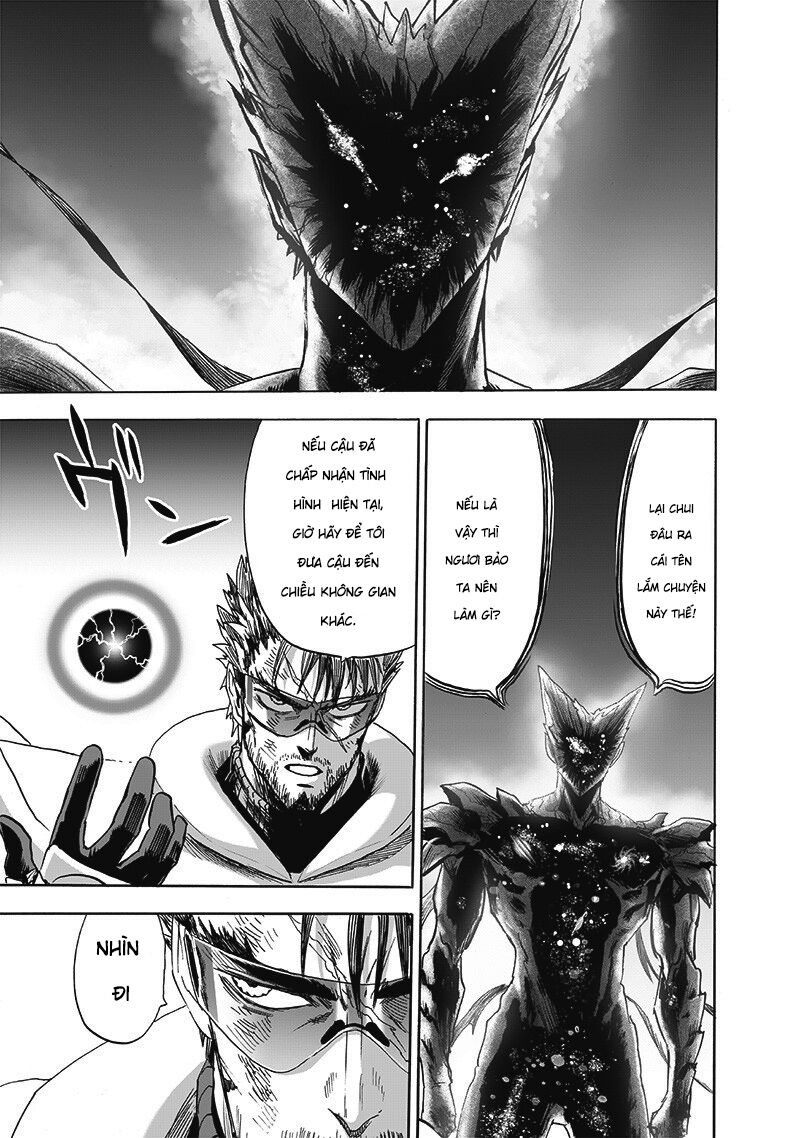 LẠI CHUI
ĐÂU RA
CÁI TÊN
LẮM CHUYỆN
NÀY THẾ!
NẾU LÀ
VẬY THÌ
NGƯƠI BẢO
TA NÊN
LÀM GÌ?
NẾU CẬU ĐÃ
CHẤP NHẬN TÌNH
HÌNH HIỆN TẠI,
GIỜ HÃY ĐỂ TÔI
ĐƯA CẬU ĐẾN
CHIỀU KHÔNG GIAN
KHÁC.
ヴン
NHÌN
ĐI